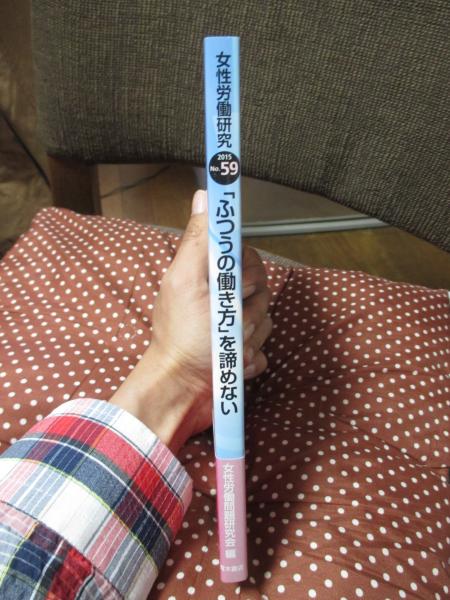 女性労働研究
2015
No.59
「ふつうの働き方」を諦めない
女性労働問題研究会 編